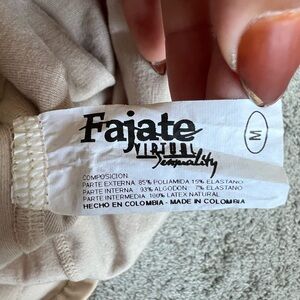 Fajate
VIRTUAL
Sensuality
M
COMPOSICION
PARTE EXTERNA 85% POLIAMIDA 15% ELASTANO
PARTE INTERNA 93% ALGODON 7% ELASTANO
PARTE INTERMEDIA 100% LATEX NATURAL
HECHO EN COLOMBIA - MADE IN COLOMBIA